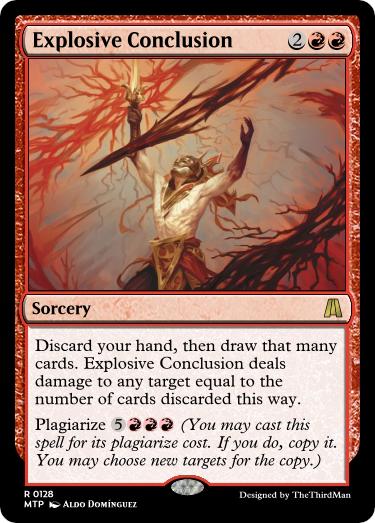 Explosive Conclusion 2
Sorcery
Discard your hand, then draw that many
cards. Explosive Conclusion deals
damage to any target equal to the
number of cards discarded this way.
Plagiarize 5 (You may cast this
spell for its plagiarize cost. If you do, copy it.
You may choose new targets for the copy.)
R 0128
MTP Aldo Domínguez
Designed by TheThirdMan